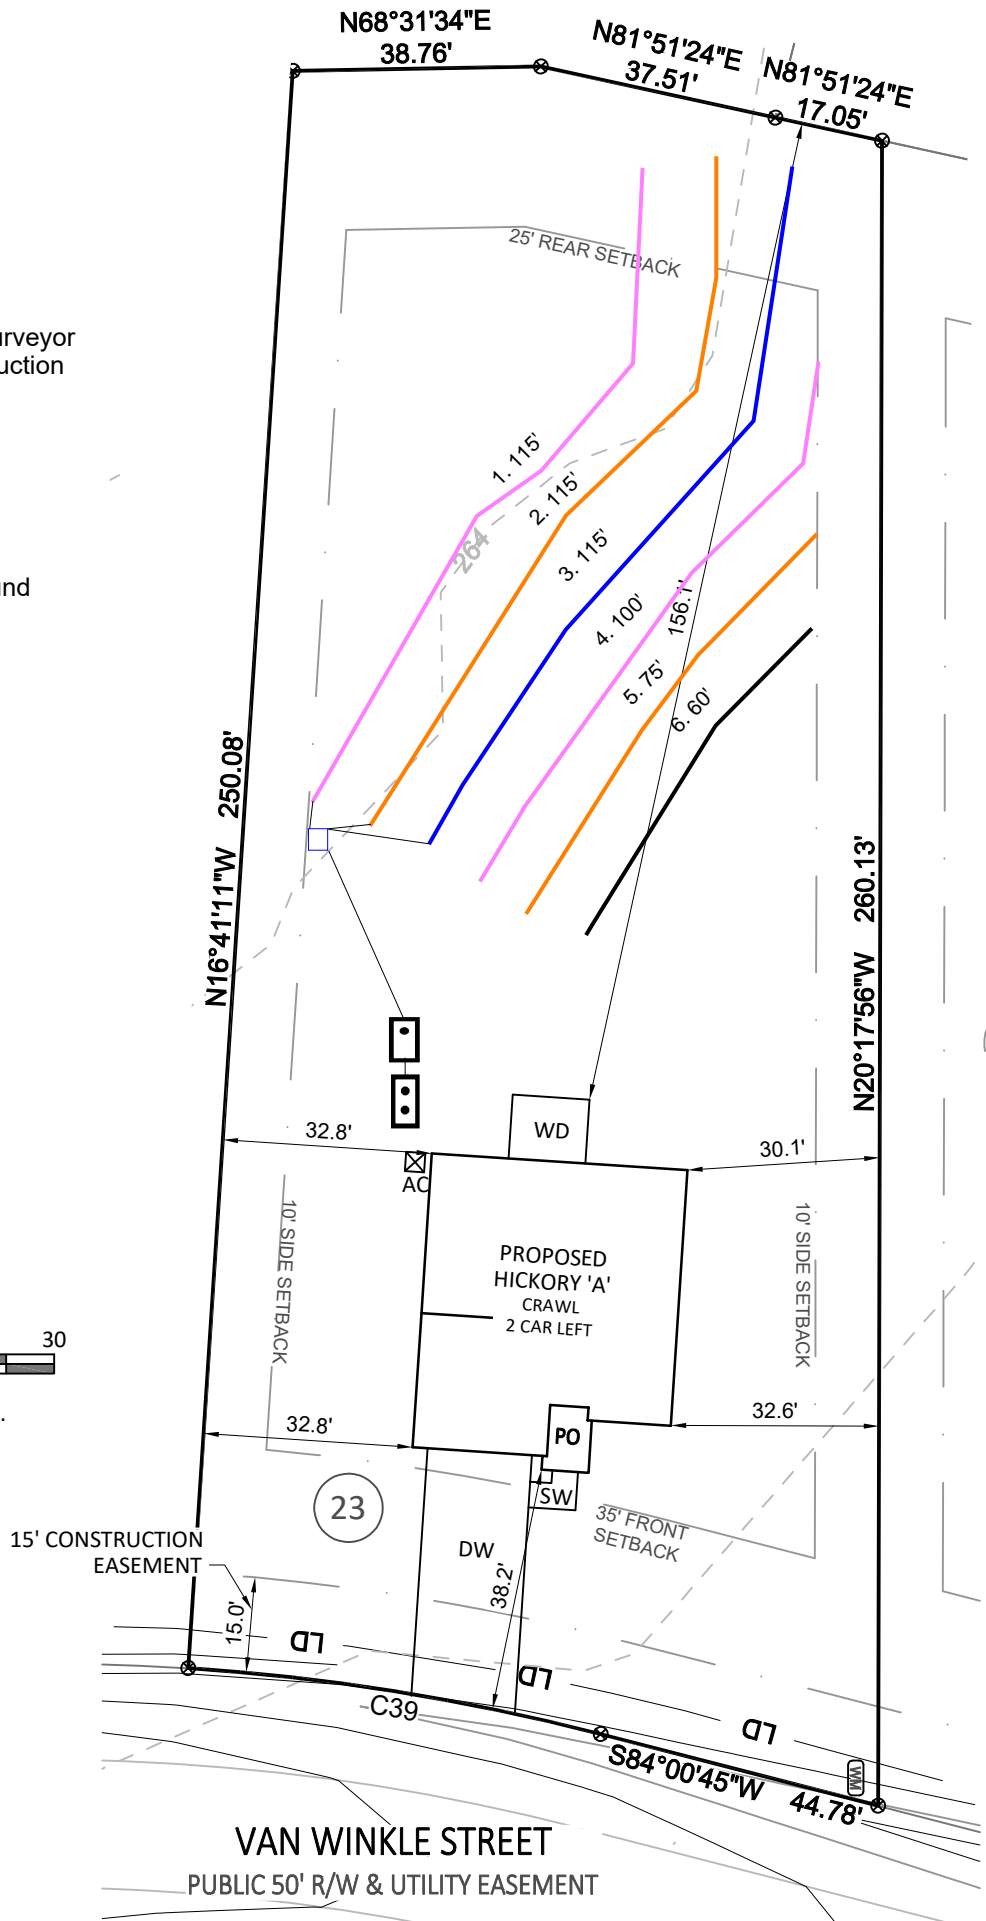 N68°31'34"E
38.76'
N81°51'24"E
37.51'
N81°51'24"E
17.05'
25' REAR SETBACK
urveyor
uction
1. 115'
2. 115'
264
3. 115'
4. 100'
156.1'
5. 75'
6. 60'
und
N16°41'11"W 250.08'
N20°17'56"W 260.13'
WD
32.8'
30.1'
AC
10' SIDE SETBACK
PROPOSED
HICKORY 'A'
CRAWL
2 CAR LEFT
10' SIDE SETBACK
30
32.8'
32.6'
PO
SW
23
35' FRONT
SETBACK
15' CONSTRUCTION
EASEMENT
DW
38.2'
15.0'
LD
LD
LD
C39
S84°00'45"W 44.78'
WM
VAN WINKLE STREET
PUBLIC 50' R/W & UTILITY EASEMENT